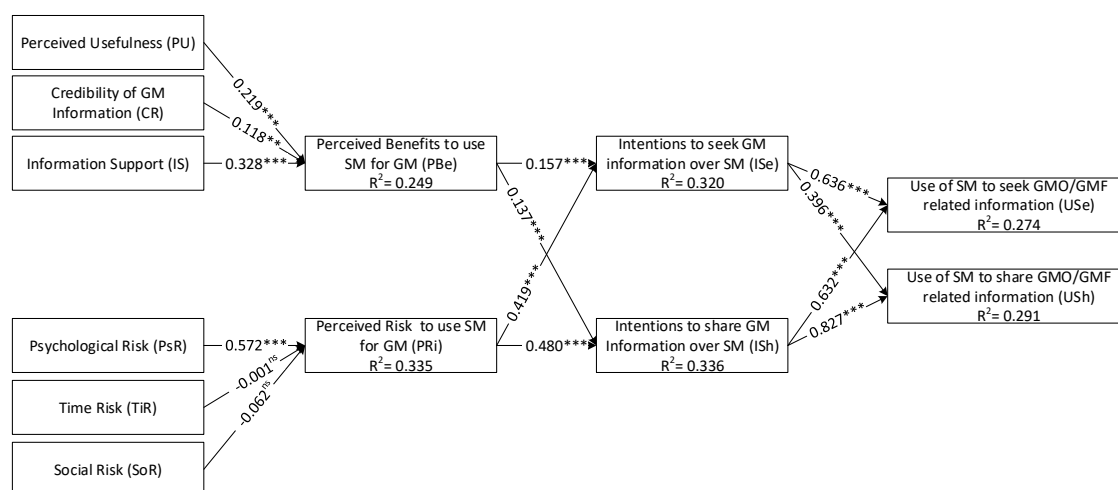 Perceived Usefulness (PU)
Credibility of GM
Information (CR)
Information Support (IS)
0.219***
0.118**
0.328***
Perceived Benefits to use
SM for GM (PBe)
R²= 0.249
0.157***
0.137***
Intentions to seek GM
information over SM (ISe)
R²= 0.320
0.636***
0.396***
Use of SM to seek GMO/GMF
related information (USe)
R²= 0.274
Use of SM to share GMO/GMF
related information (USh)
R²= 0.291
0.632***
0.827***
0.419***
0.480***
Psychological Risk (PsR)
0.572***
-0.001ⁿˢ
-0.062ⁿˢ
Perceived Risk to use SM
for GM (PRi)
R²= 0.335
Intentions to share GM
Information over SM (ISh)
R²= 0.336
Time Risk (TiR)
Social Risk (SoR)